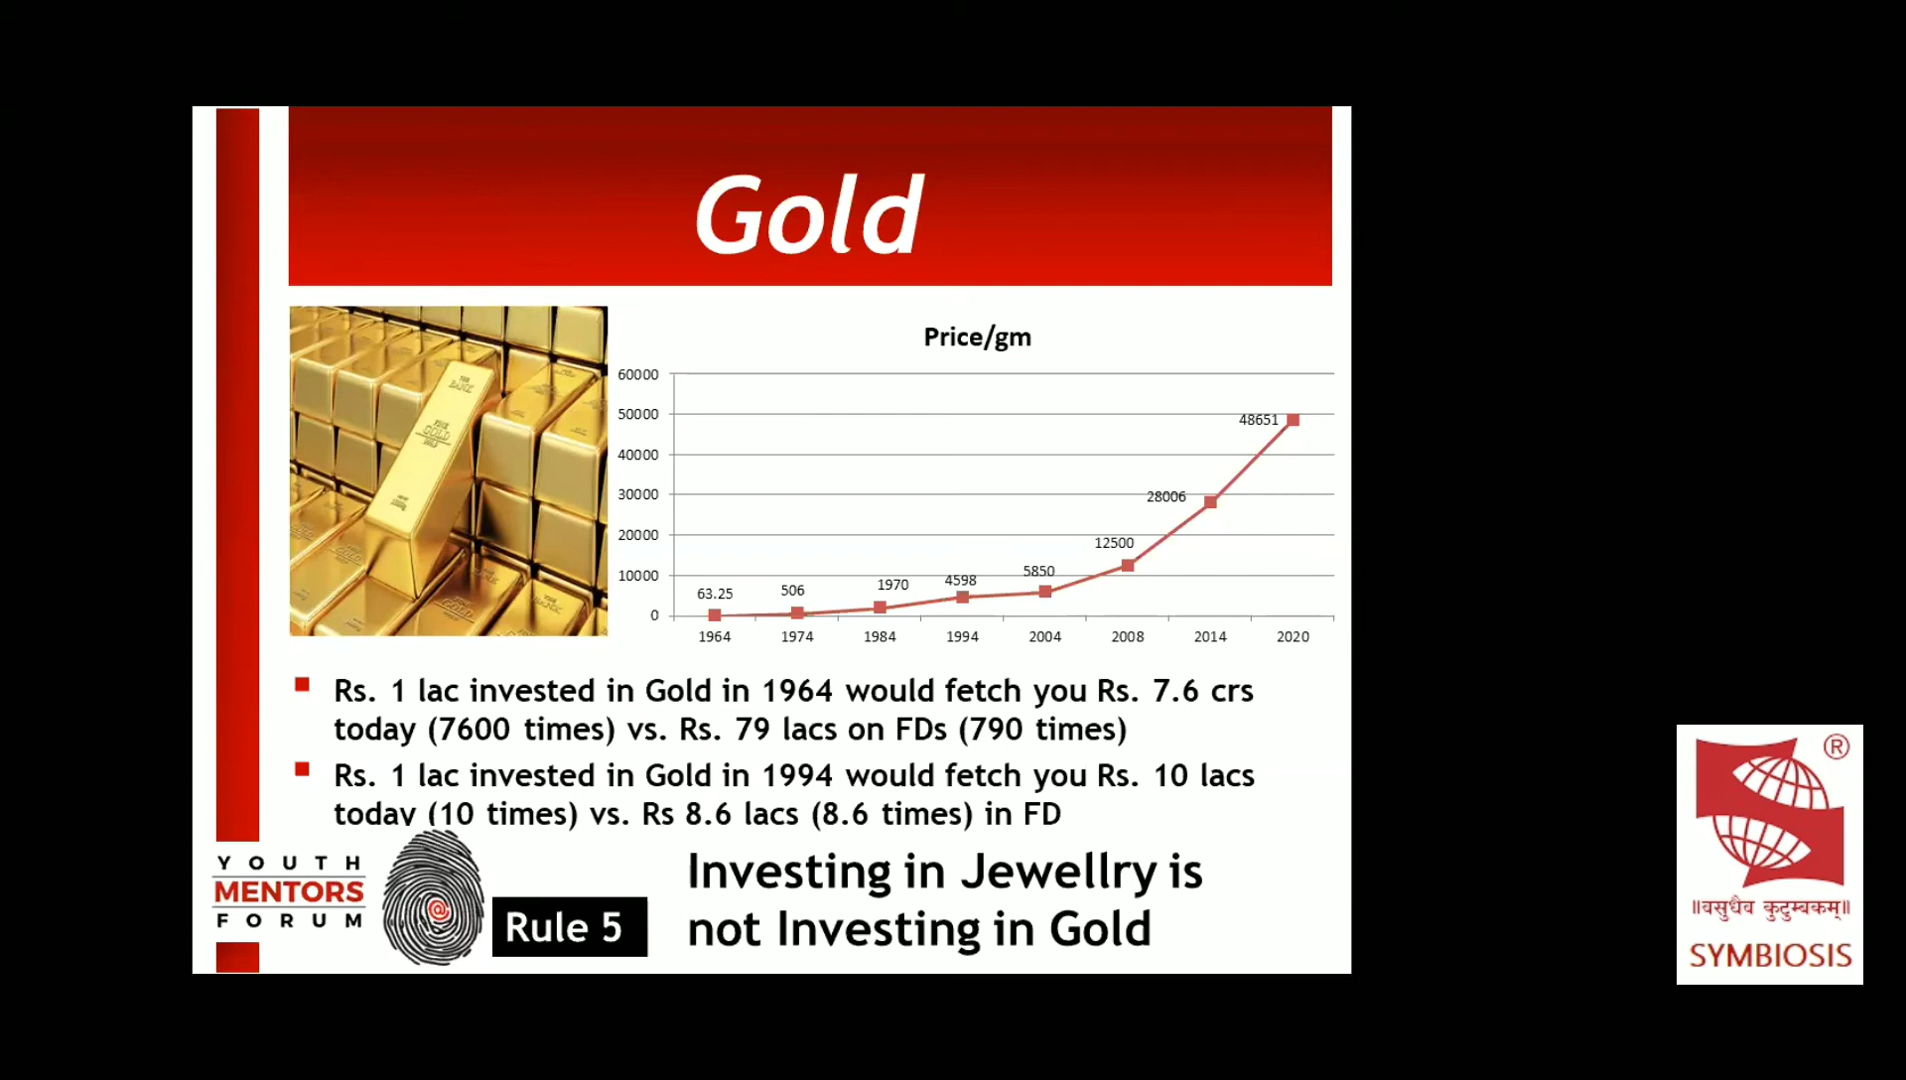 Gold
Price/gm
60000
50000
40000
30000
20000
10000
0
63.25
506
1970
4598
5850
12500
28006
48651
1964 1974 1984 1994 2004 2008 2014 2020
Rs. 1 lac invested in Gold in 1964 would fetch you Rs. 7.6 crs
today (7600 times) vs. Rs. 79 lacs on FDs (790 times)
Rs. 1 lac invested in Gold in 1994 would fetch you Rs. 10 lacs
today (10 times) vs. Rs 8.6 lacs (8.6 times) in FD
YOUTH
MENTORS
FORUM
@
Rule 5
Investing in Jewellry is
not Investing in Gold
®
॥वसुधैव कुटुम्बकम्॥
SYMBIOSIS